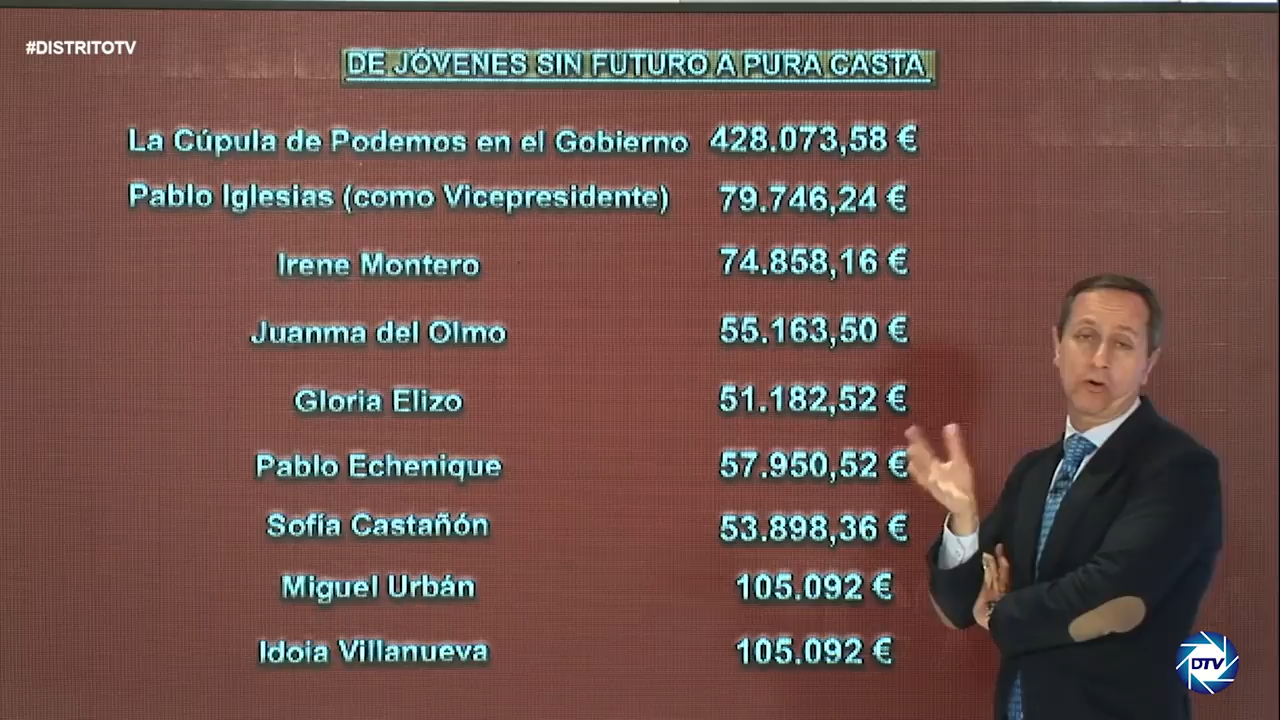 #DISTRITOTV
DE JÓVENES SIN FUTURO A PURA CASTA
La Cúpula de Podemos en el Gobierno 428.073,58 €
Pablo Iglesias (como Vicepresidente) 79.746,24 €
Irene Montero 74.858,16 €
Juanma del Olmo 55.163,50 €
Gloria Elizo 51.182,52 €
Pablo Echenique 57.950,52 €
Sofía Castañón 53.898,36 €
Miguel Urbán 105.092 €
Idoia Villanueva 105.092 €
DTV